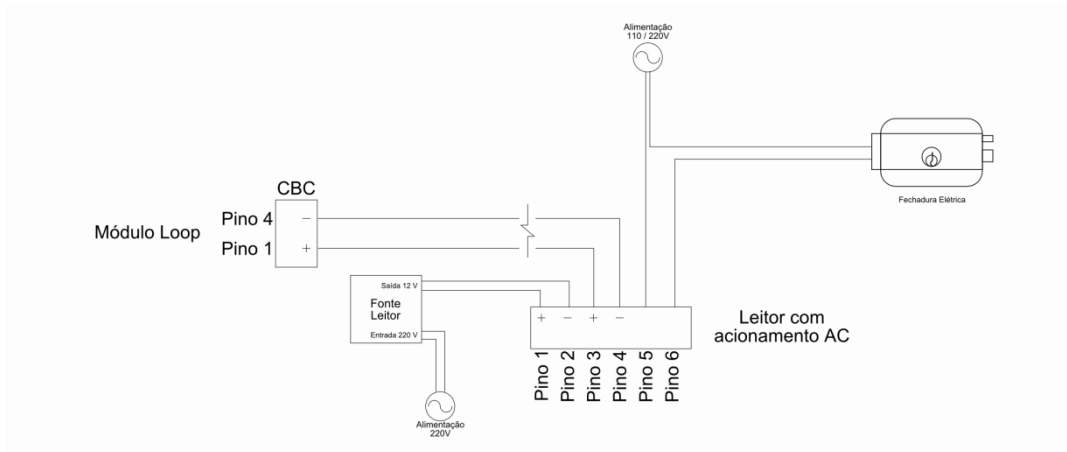 Alimentação
110 / 220V
Fechadura Elétrica
CBC
Módulo Loop
Pino 4
−
Pino 1
+
Saída 12 V
Fonte
Leitor
Entrada 220 V
Alimentação
220V
+ − + −
Pino 1
Pino 2
Pino 3
Pino 4
Pino 5
Pino 6
Leitor com
acionamento AC